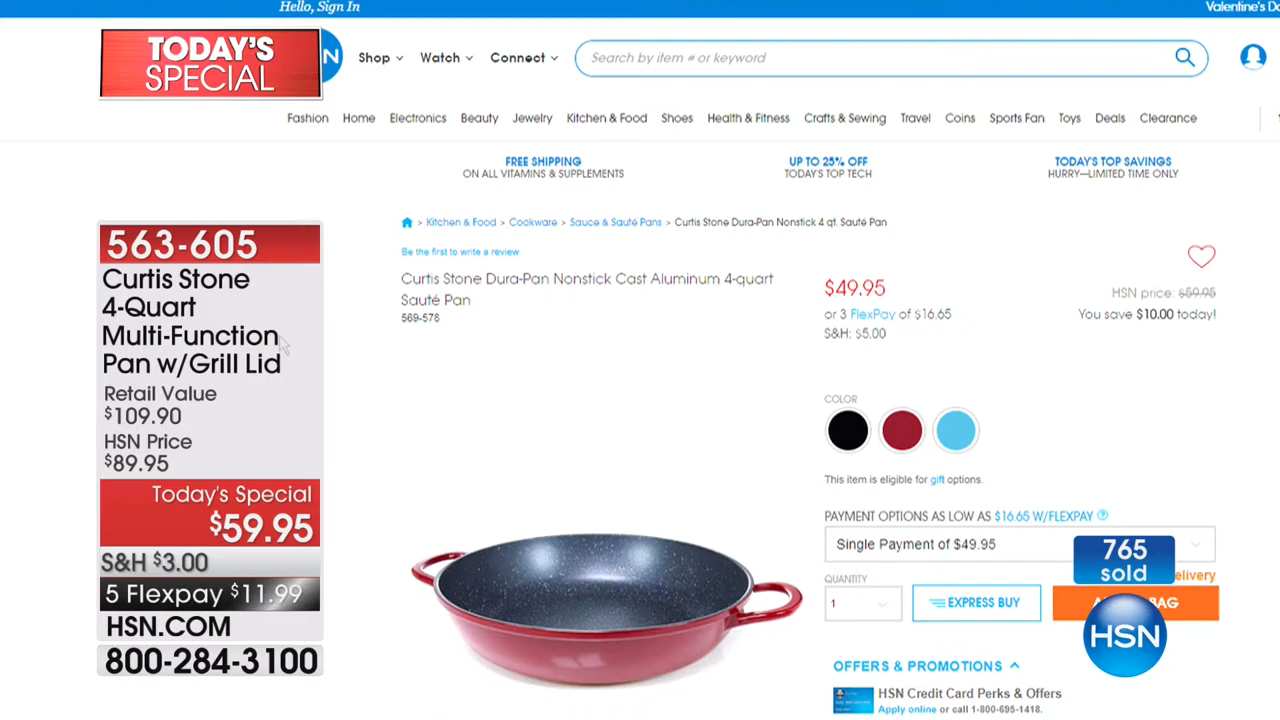 Hello, Sign In
Valentine's Da
TODAY'S
SPECIAL
N
Shop
Watch
Connect
Search by item # or keyword
Fashion
Home
Electronics
Beauty
Jewelry
Kitchen & Food
Shoes
Health & Fitness
Crafts & Sewing
Travel
Coins
Sports Fan
Toys
Deals
Clearance
FREE SHIPPING
ON ALL VITAMINS & SUPPLEMENTS
UP TO 25% OFF
TODAY'S TOP TECH
TODAY'S TOP SAVINGS
HURRY—LIMITED TIME ONLY
563-605
Curtis Stone
4-Quart
Multi-Function
Pan w/Grill Lid
Retail Value
$109.90
HSN Price
$89.95
Today's Special
$59.95
S&H $3.00
5 Flexpay $11.99
HSN.COM
800-284-3100
> Kitchen & Food > Cookware > Sauce & Sauté Pans > Curtis Stone Dura-Pan Nonstick 4 qt. Sauté Pan
Be the first to write a review
Curtis Stone Dura-Pan Nonstick Cast Aluminum 4-quart
Sauté Pan
569-578
$49.95
or 3 FlexPay of $16.65
S&H: $5.00
HSN price: $59.95
You save $10.00 today!
COLOR
This item is eligible for gift options.
PAYMENT OPTIONS AS LOW AS $16.65 W/FLEXPAY ?
Single Payment of $49.95
765
sold
elivery
QUANTITY
1
EXPRESS BUY
A
BAG
HSN
OFFERS & PROMOTIONS
HSN Credit Card Perks & Offers
Apply online or call 1-800-695-1418.